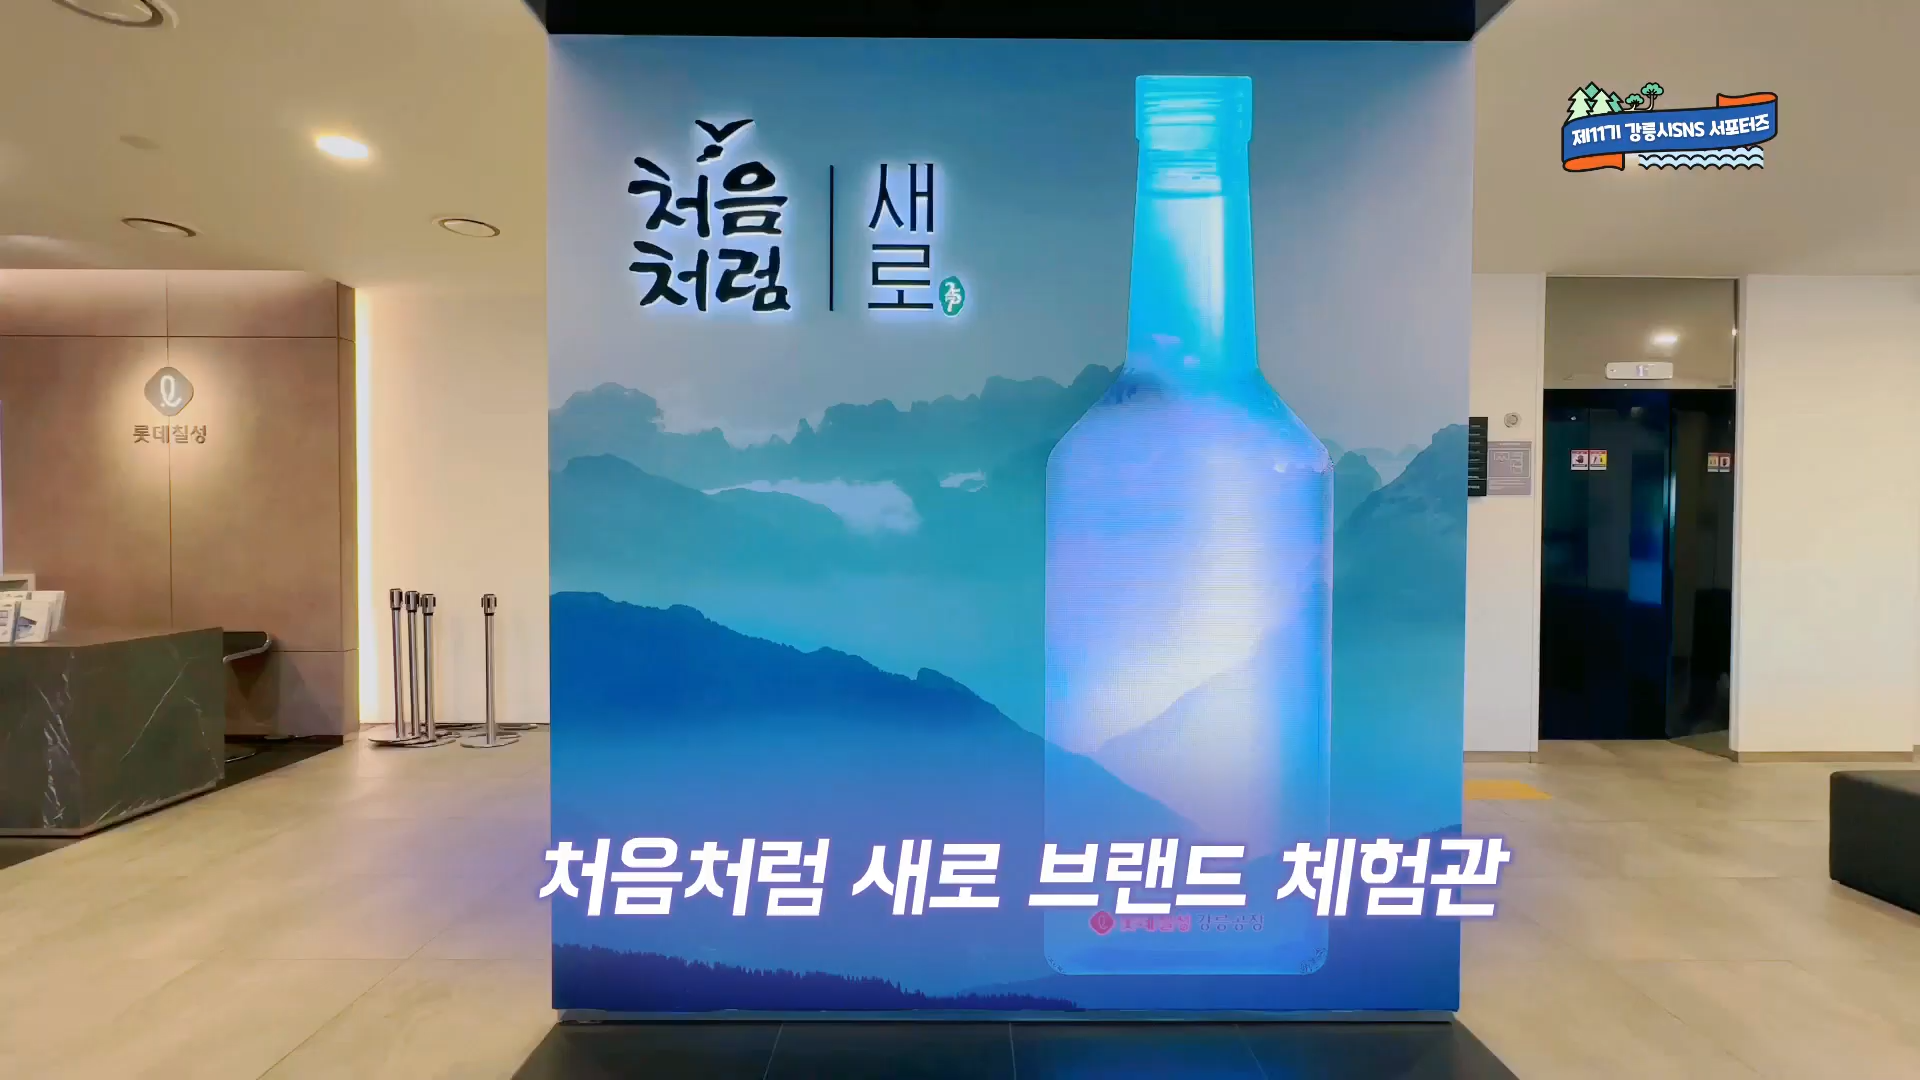 제11기 강릉시SNS 서포터즈
처음
처럼
새
로
롯데칠성
처음처럼 새로 브랜드 체험관
롯데칠성 강릉공장